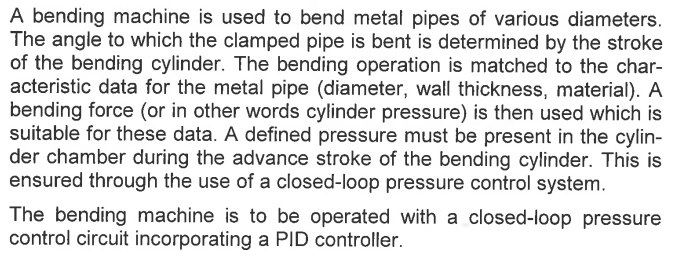 A bending machine is used to bend metal pipes of various diameters.
The angle to which the clamped pipe is bent is determined by the stroke
of the bending cylinder. The bending operation is matched to the char-
acteristic data for the metal pipe (diameter, wall thickness, material). A
bending force (or in other words cylinder pressure) is then used which is
suitable for these data. A defined pressure must be present in the cylin-
der chamber during the advance stroke of the bending cylinder. This is
ensured through the use of a closed-loop pressure control system.
The bending machine is to be operated with a closed-loop pressure
control circuit incorporating a PID controller.